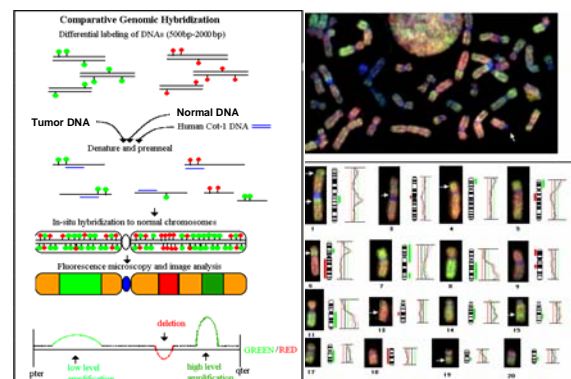 Comparative Genomic Hybridization
Differential labeling of DNAs (500bp-2000bp)
Normal DNA
Tumor DNA
Human Cot-1 DNA
Denature and preanneal
In-situ hybridization to normal chromosomes
Fluorescence microscopy and image analysis
deletion
GREEN/RED
pter
low level
amplification
high level
amplification
qter
1
3
4
5
6
7
8
9
11
13
14
15
17
18
19
20